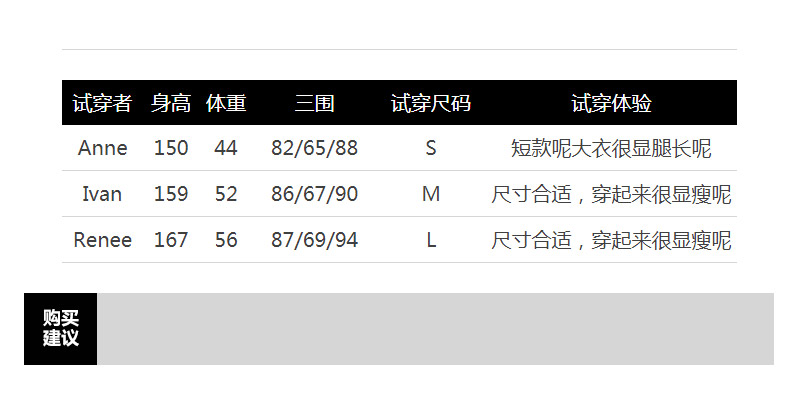 试穿者 身高 体重 三围 试穿尺码 试穿体验
Anne 150 44 82/65/88 S 短款呢大衣很显腿长呢
Ivan 159 52 86/67/90 M 尺寸合适，穿起来很显瘦呢
Renee 167 56 87/69/94 L 尺寸合适，穿起来很显瘦呢
购买
建议